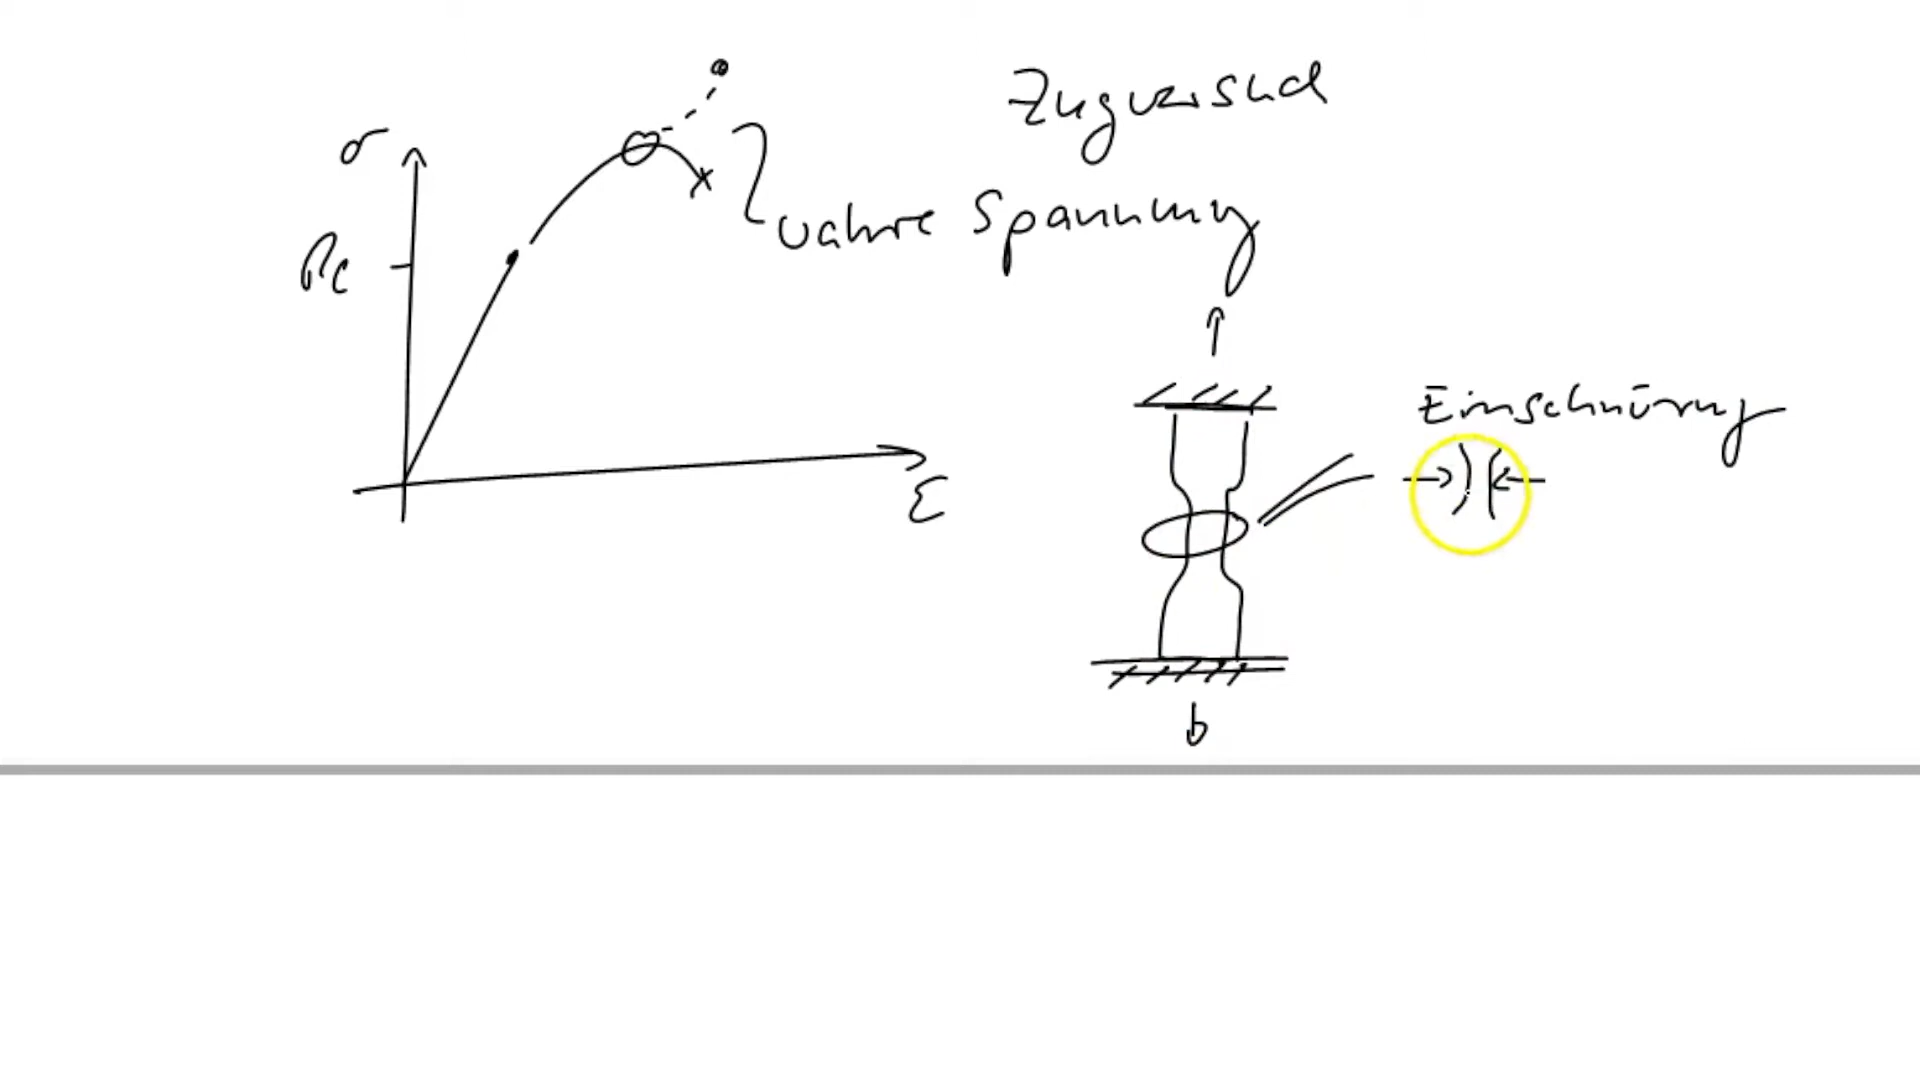 Zugversuch
σ
wahre Spannung
Re
Einschnürung
ε
b